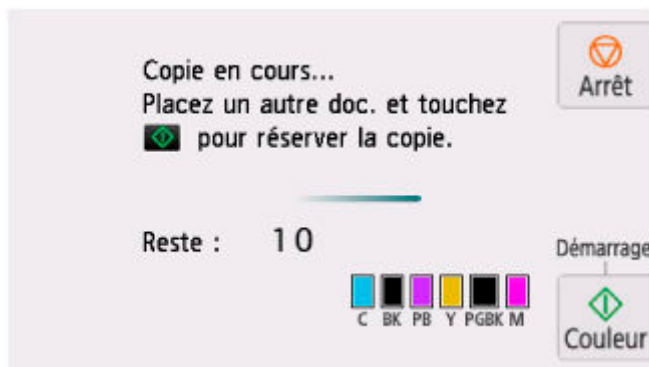 Copie en cours...
Placez un autre doc. et touchez
pour réserver la copie.
Arrêt
Reste : 10
C BK PB Y PGBK M
Démarrage
Couleur